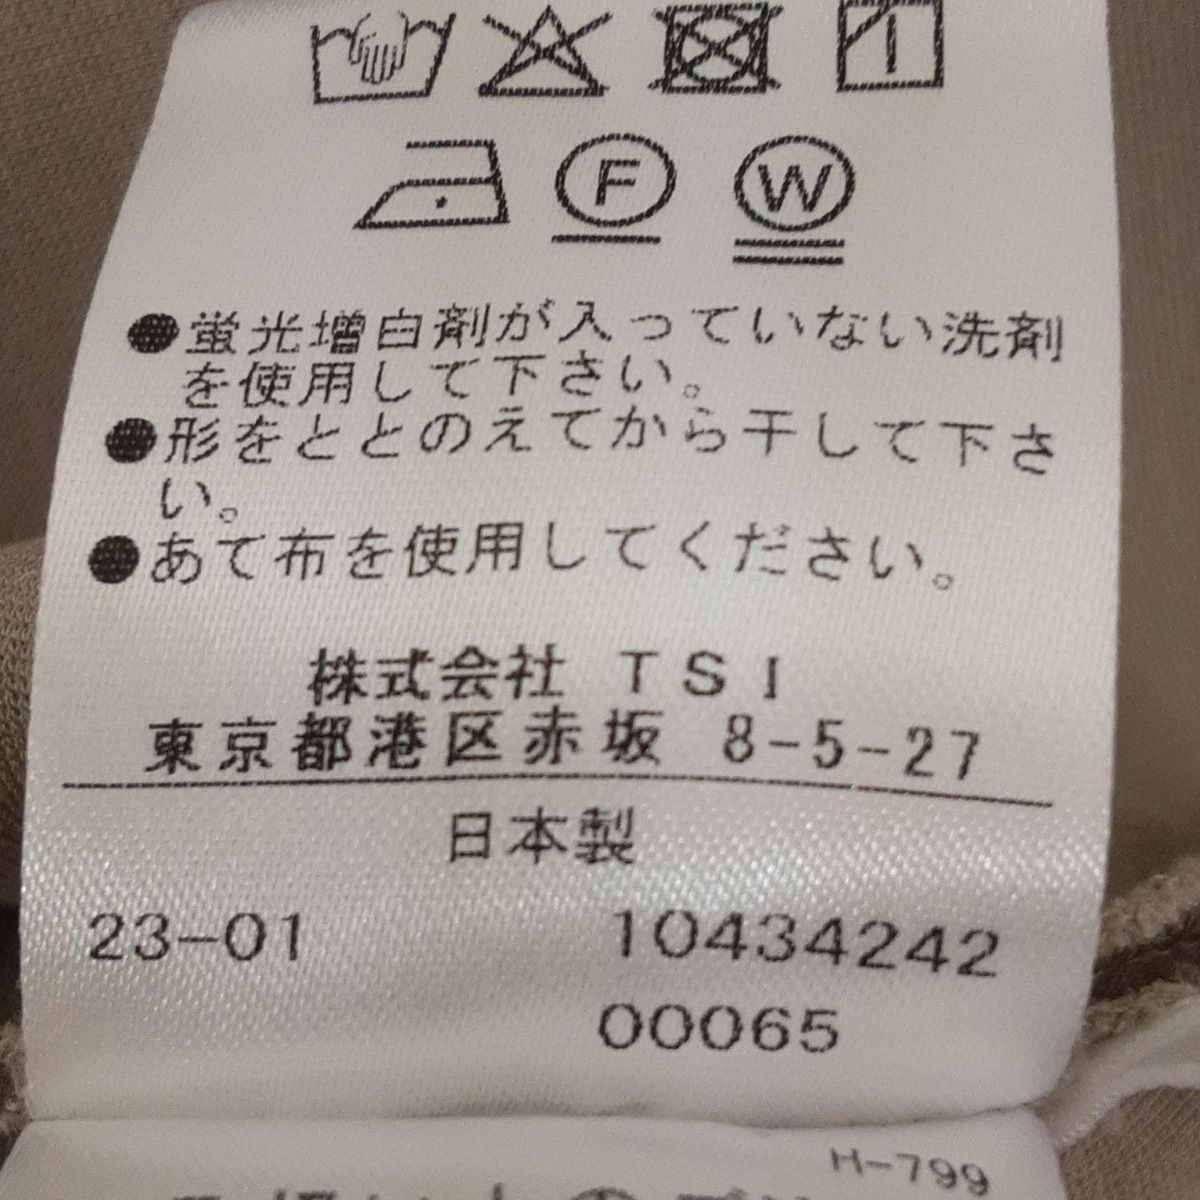 F W
●蛍光増白剤が入っていない洗剤
を使用して下さい。
●形をととのえてから干して下さ
い。
●あて布を使用してください。
株式会社 TSI
東京都港区赤坂 8-5-27
日本製
23-01 10434242
00065
H-799